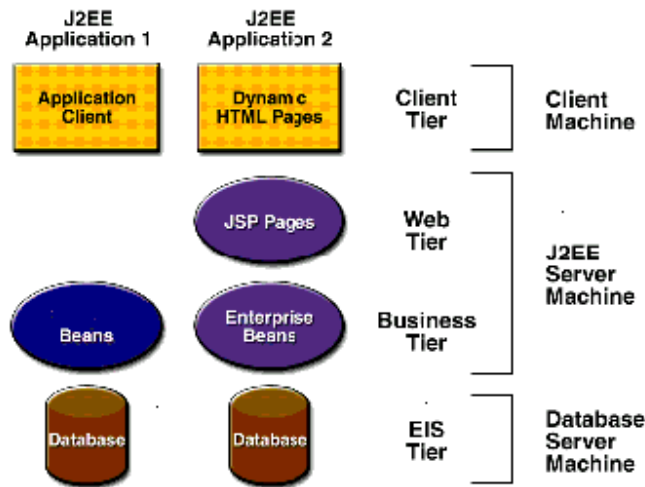 J2EE
Application 1
J2EE
Application 2
Application
Client
Dynamic
HTML Pages
Client
Tier
Client
Machine
JSP Pages
Web
Tier
J2EE
Server
Machine
Beans
Enterprise
Beans
Business
Tier
Database
Database
EIS
Tier
Database
Server
Machine